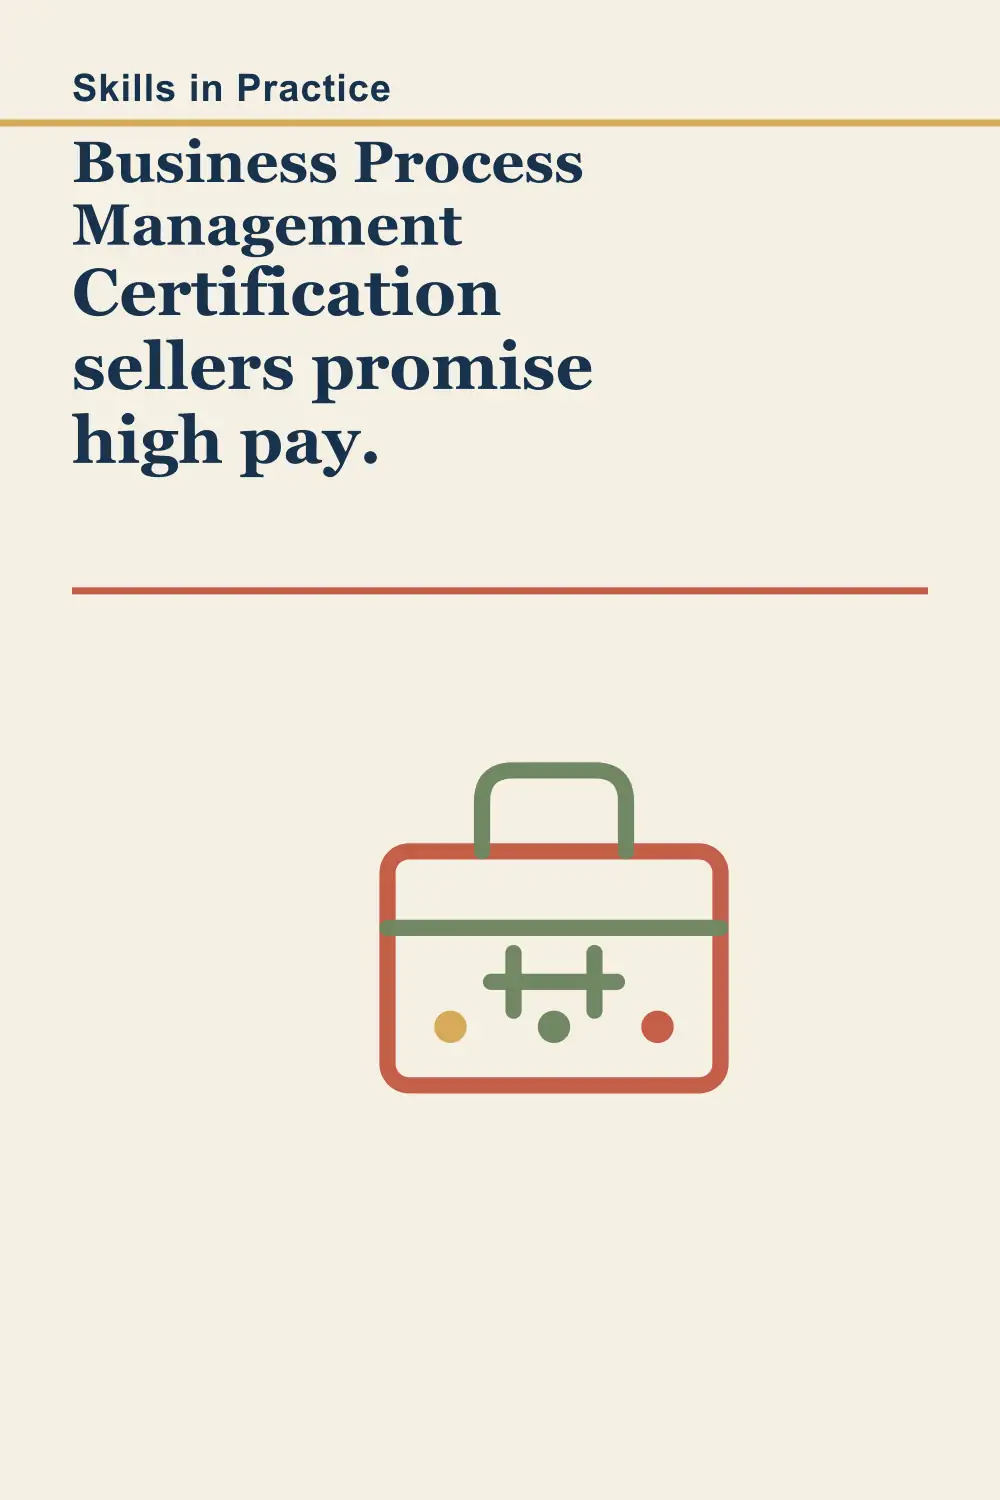 Skills in Practice
Business Process
Management
Certification
sellers promise
high pay.